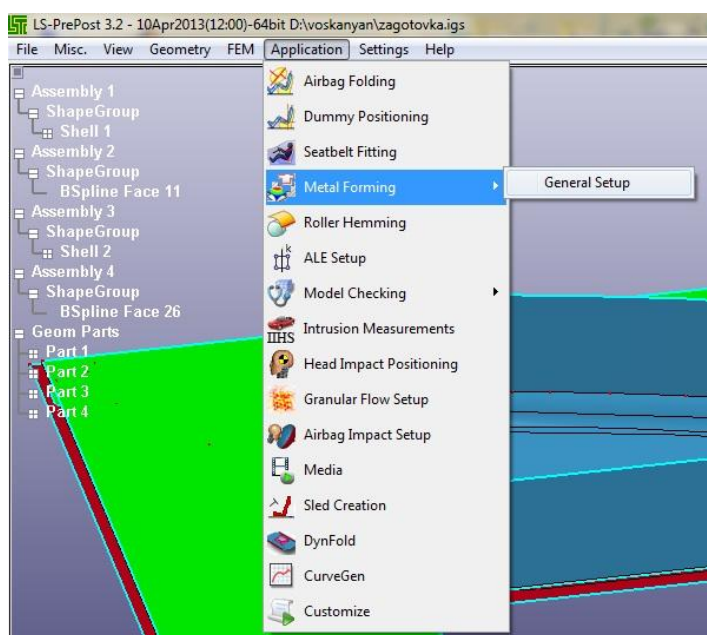 LS-PrePost 3.2 - 10Apr2013(12:00)-64bit D:\voskanyan\zagotovka.igs
File Misc. View Geometry FEM Application Settings Help
Assembly 1
ShapeGroup
Shell 1
Assembly 2
ShapeGroup
BSpline Face 11
Assembly 3
ShapeGroup
Shell 2
Assembly 4
ShapeGroup
BSpline Face 26
Geom Parts
Part 1
Part 2
Part 3
Part 4
Airbag Folding
Dummy Positioning
Seatbelt Fitting
Metal Forming
General Setup
Roller Hemming
k
ALE Setup
Model Checking
IIHS
Intrusion Measurements
Head Impact Positioning
Granular Flow Setup
Airbag Impact Setup
Media
Sled Creation
DynFold
CurveGen
Customize